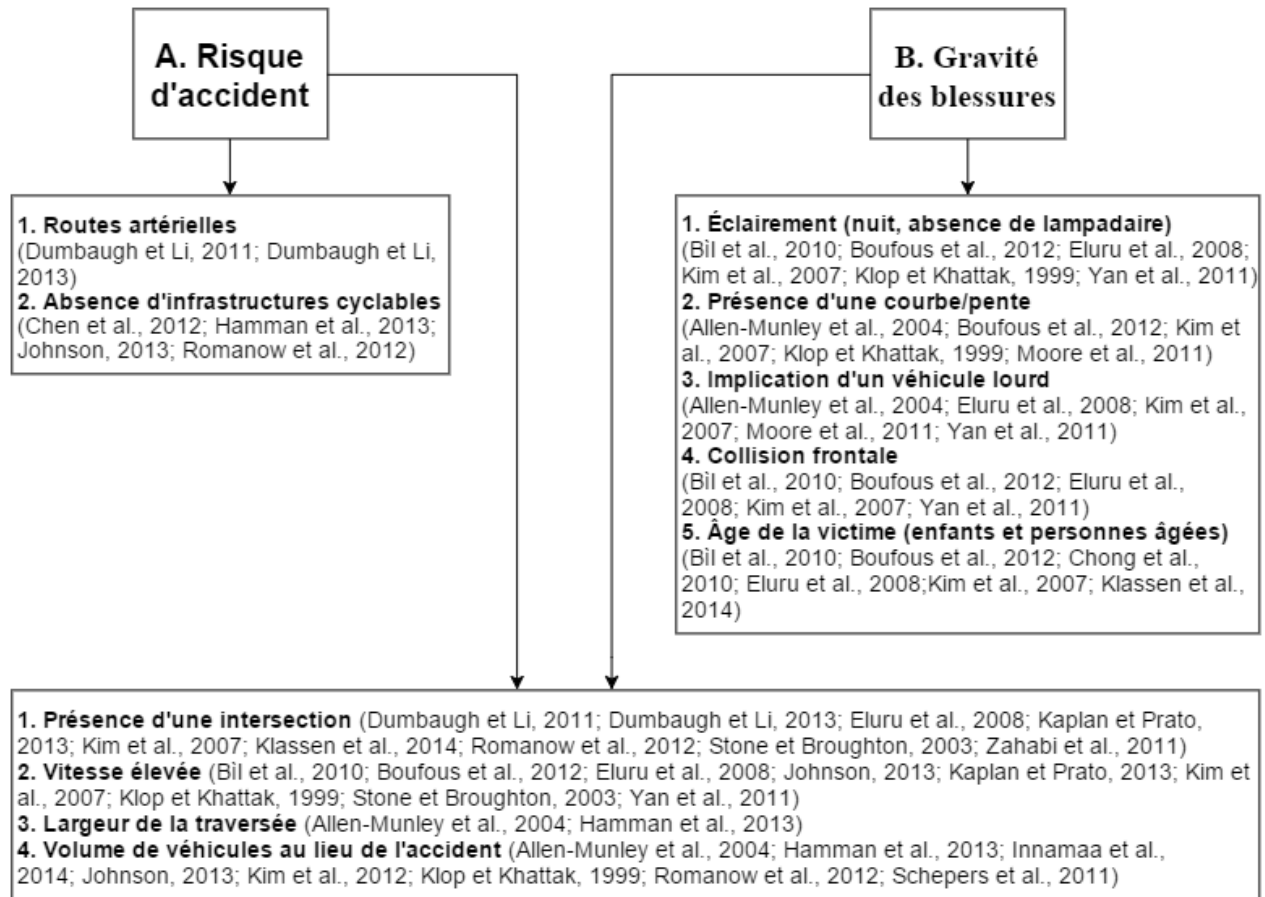 A. Risque
d'accident
B. Gravité
des blessures
1. Routes artérielles
(Dumbaugh et Li, 2011; Dumbaugh et Li,
2013)
2. Absence d'infrastructures cyclables
(Chen et al., 2012; Hamman et al., 2013;
Johnson, 2013; Romanow et al., 2012)
1. Éclairement (nuit, absence de lampadaire)
(Bìl et al., 2010; Boufous et al., 2012; Eluru et al., 2008;
Kim et al., 2007; Klop et Khattak, 1999; Yan et al., 2011)
2. Présence d'une courbe/pente
(Allen-Munley et al., 2004; Boufous et al., 2012; Kim et
al., 2007; Klop et Khattak, 1999; Moore et al., 2011)
3. Implication d'un véhicule lourd
(Allen-Munley et al., 2004; Eluru et al., 2008; Kim et al.,
2007; Moore et al., 2011; Yan et al., 2011)
4. Collision frontale
(Bìl et al., 2010; Boufous et al., 2012; Eluru et al.,
2008; Kim et al., 2007; Yan et al., 2011)
5. Âge de la victime (enfants et personnes âgées)
(Bìl et al., 2010; Boufous et al., 2012; Chong et al.,
2010; Eluru et al., 2008;Kim et al., 2007; Klassen et al.,
2014)
1. Présence d'une intersection (Dumbaugh et Li, 2011; Dumbaugh et Li, 2013; Eluru et al., 2008; Kaplan et Prato,
2013; Kim et al., 2007; Klassen et al., 2014; Romanow et al., 2012; Stone et Broughton, 2003; Zahabi et al., 2011)
2. Vitesse élevée (Bìl et al., 2010; Boufous et al., 2012; Eluru et al., 2008; Johnson, 2013; Kaplan et Prato, 2013; Kim et
al., 2007; Klop et Khattak, 1999; Stone et Broughton, 2003; Yan et al., 2011)
3. Largeur de la traversée (Allen-Munley et al., 2004; Hamman et al., 2013)
4. Volume de véhicules au lieu de l'accident (Allen-Munley et al., 2004; Hamman et al., 2013; Innamaa et al.,
2014; Johnson, 2013; Kim et al., 2012; Klop et Khattak, 1999; Romanow et al., 2012; Schepers et al., 2011)